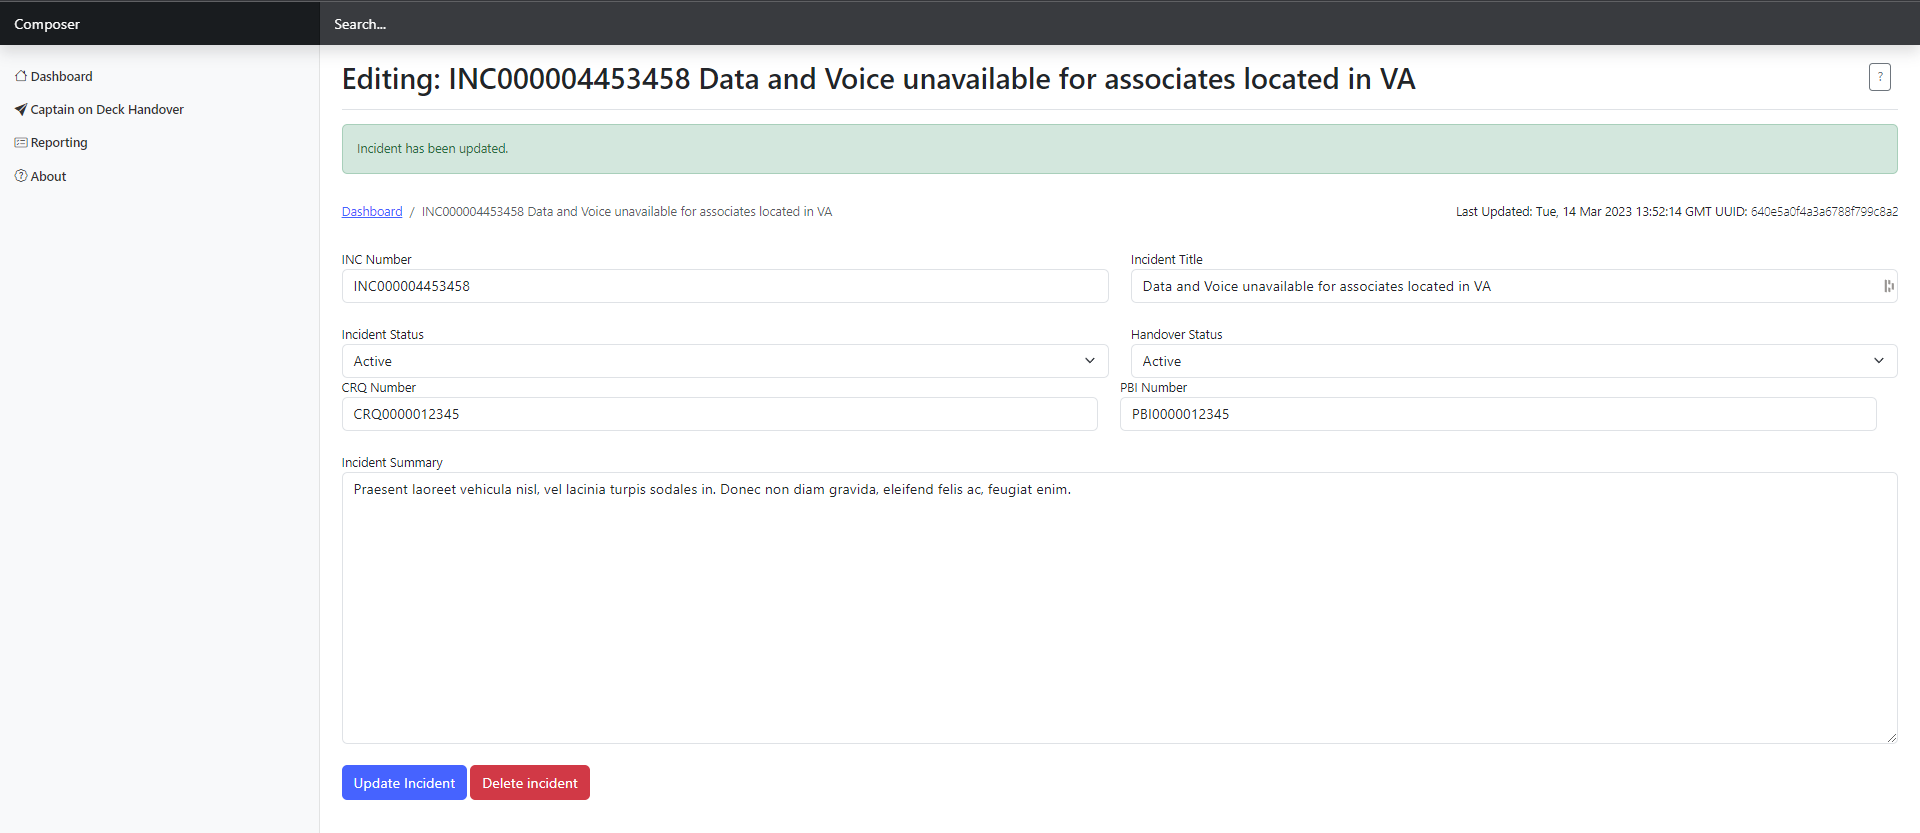 Composer
Search...
Dashboard
Captain on Deck Handover
Reporting
About
Editing: INC000004453458 Data and Voice unavailable for associates located in VA
?
Incident has been updated.
Dashboard / INC000004453458 Data and Voice unavailable for associates located in VA
Last Updated: Tue, 14 Mar 2023 13:52:14 GMT UUID: 640e5a0f4a3a6788f799c8a2
INC Number
INC000004453458
Incident Title
Data and Voice unavailable for associates located in VA
Incident Status
Active
Handover Status
Active
CRQ Number
CRQ0000012345
PBI Number
PBI0000012345
Incident Summary
Praesent laoreet vehicula nisl, vel lacinia turpis sodales in. Donec non diam gravida, eleifend felis ac, feugiat enim.
Update Incident
Delete incident